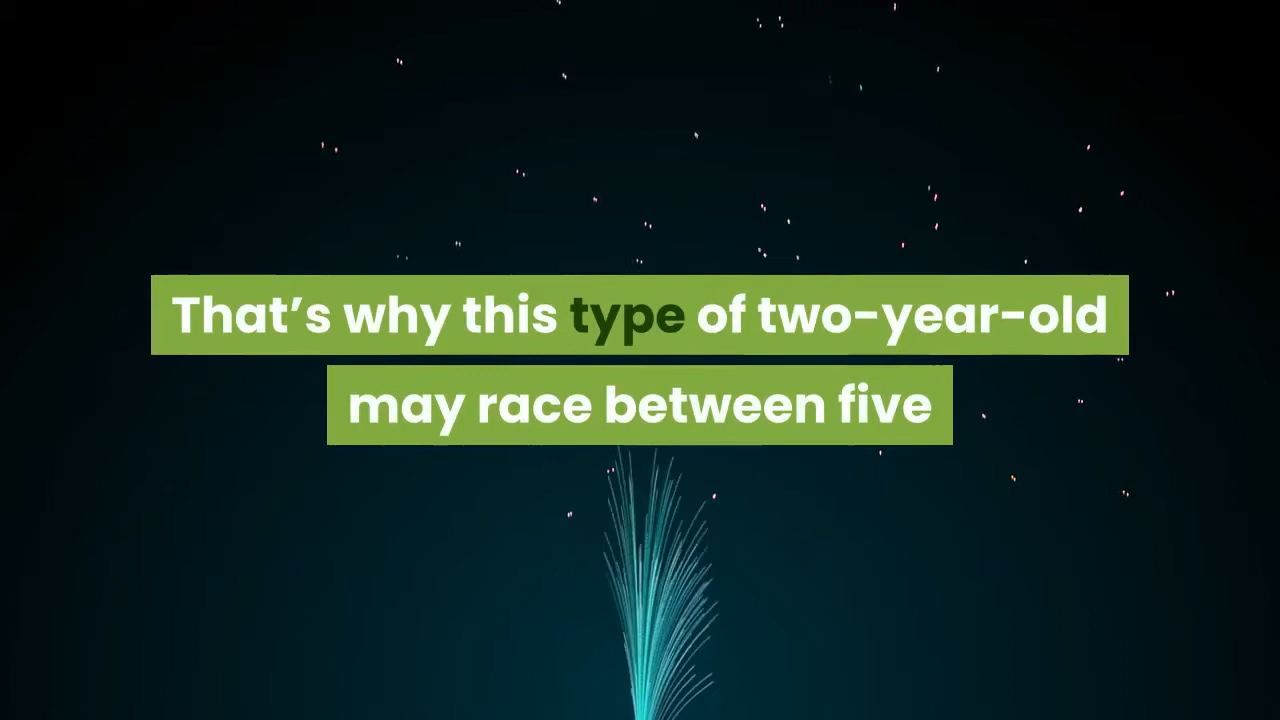 That’s why this type of two-year-old
may race between five